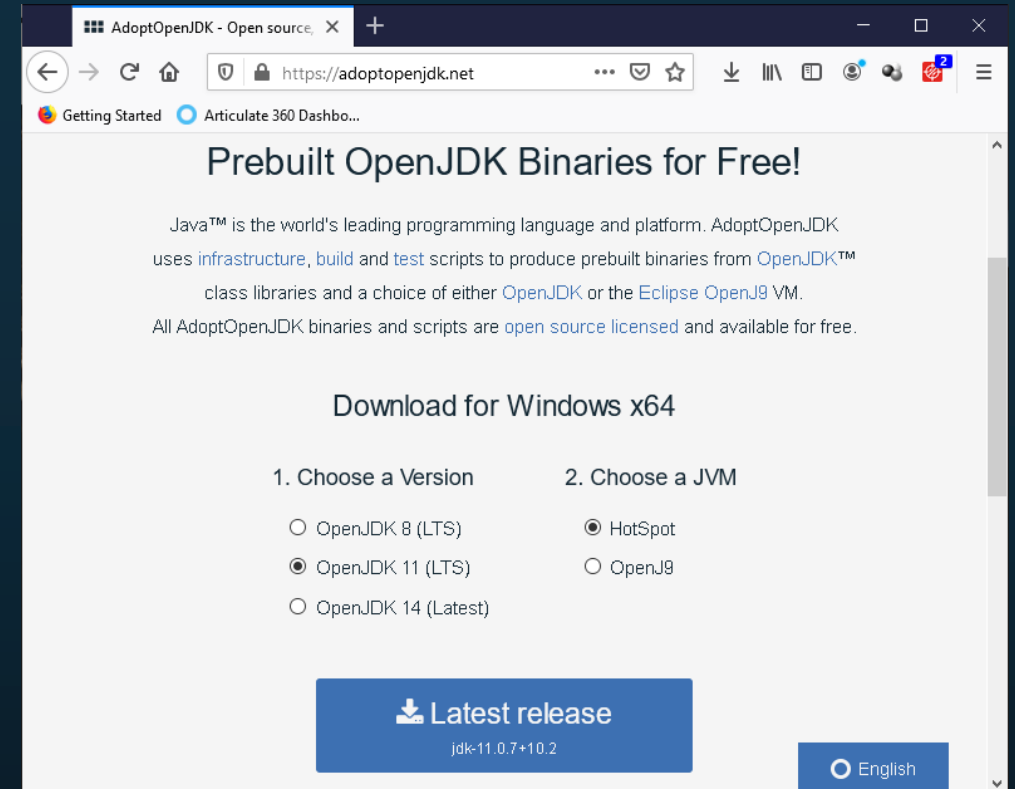 AdoptOpenJDK - Open source,
https://adoptopenjdk.net
2
Getting Started Articulate 360 Dashbo...
Prebuilt OpenJDK Binaries for Free!
Java™ is the world's leading programming language and platform. AdoptOpenJDK
uses infrastructure, build and test scripts to produce prebuilt binaries from OpenJDK™
class libraries and a choice of either OpenJDK or the Eclipse OpenJ9 VM.
All AdoptOpenJDK binaries and scripts are open source licensed and available for free.
Download for Windows x64
1. Choose a Version 2. Choose a JVM
OpenJDK 8 (LTS) HotSpot
OpenJDK 11 (LTS) OpenJ9
OpenJDK 14 (Latest)
Latest release
jdk-11.0.7+10.2
English